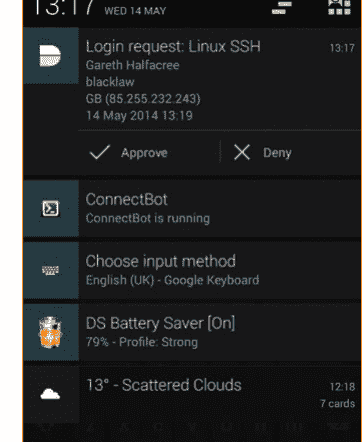 13:17 WED 14 MAY
Login request: Linux SSH 13:17
Gareth Halfacree
blacklaw
GB (85.255.232.243)
14 May 2014 13:19
Approve Deny
ConnectBot
ConnectBot is running
Choose input method
English (UK) - Google Keyboard
DS Battery Saver [On]
79% - Profile: Strong
13° - Scattered Clouds 12:18
7 cards